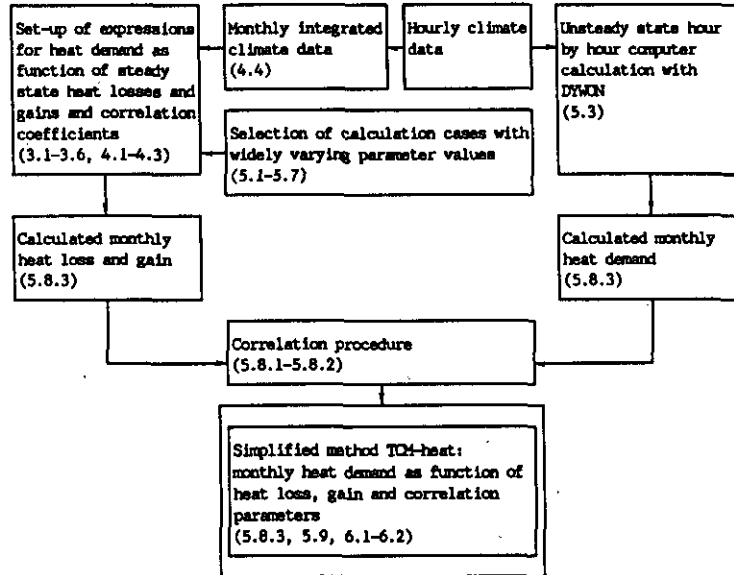 Set-up of expressions
for heat demand as
function of steady
state heat losses and
gains and correlation
coefficients
(3.1-3.6, 4.1-4.3)
Monthly integrated
climate data
(4.4)
Hourly climate
data
Unsteady state hour
by hour computer
calculation with
DYWON
(5.3)
Selection of calculation cases with
widely varying parameter values
(5.1-5.7)
Calculated monthly
heat loss and gain
(5.8.3)
Calculated monthly
heat demand
(5.8.3)
Correlation procedure
(5.8.1-5.8.2)
Simplified method TCM-heat:
monthly heat demand as function of
heat loss, gain and correlation
parameters
(5.8.3, 5.9, 6.1-6.2)